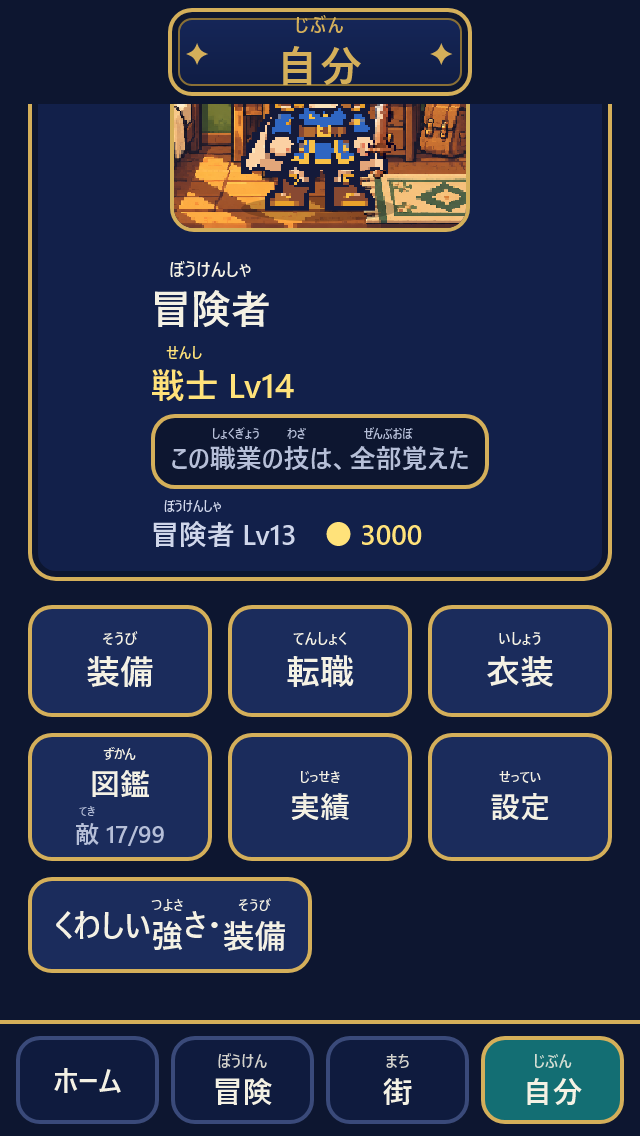 じぶん
自分
ぼうけんしゃ
冒険者
せんし
戦士 Lv14
しょくぎょう わざ ぜんぶおぼ
この職業の技は、全部覚えた
ぼうけんしゃ
冒険者 Lv13 3000
そうび てんしょく いしょう
装備 転職 衣装
ずかん
図鑑
てき
敵 17/99
じっせき
実績
せってい
設定
つよさ そうび
くわしい強さ・装備
ホーム
ぼうけん
冒険
まち
街
じぶん
自分